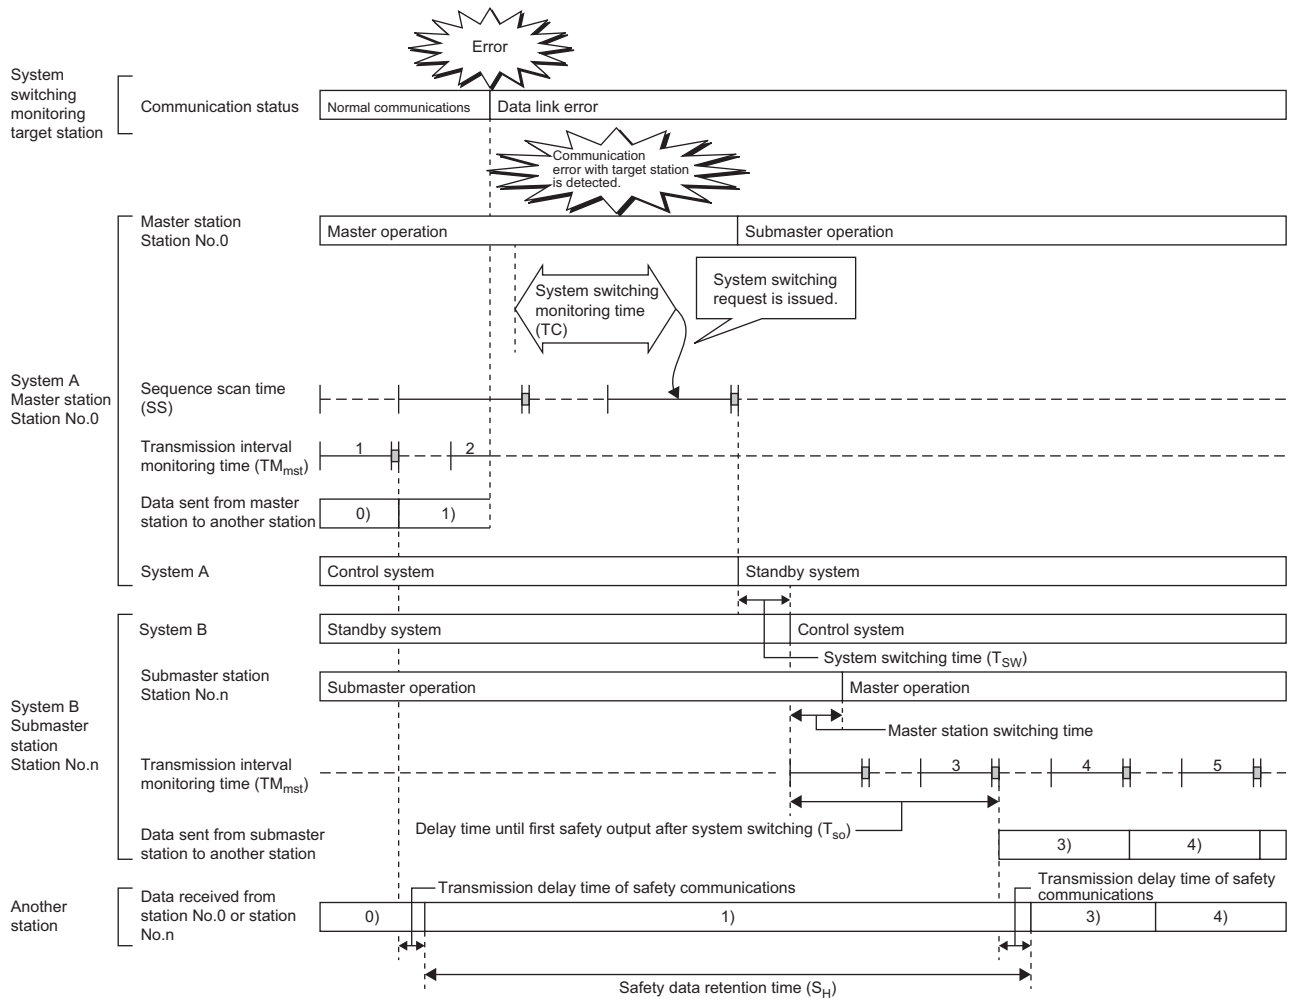 Error
System
switching
monitoring
target station
Communication status
Normal communications
Data link error
Communication
error with target station
is detected.
Master station
Station No.0
Master operation
Submaster operation
System switching
monitoring time
(TC)
System switching
request is issued.
System A
Master station
Station No.0
Sequence scan time
(SS)
Transmission interval
monitoring time (TMmst)
1
2
Data sent from master
station to another station
0)
1)
System A
Control system
Standby system
System B
Standby system
Control system
System switching time (TSW)
System B
Submaster
station
Station No.n
Submaster station
Station No.n
Submaster operation
Master operation
Master station switching time
Transmission interval
monitoring time (TMmst)
3
4
5
Delay time until first safety output after system switching (Tso)
Data sent from submaster
station to another station
3)
4)
Another
station
Data received from
station No.0 or station
No.n
Transmission delay time of safety communications
Transmission delay time of safety
communications
0)
1)
3)
4)
Safety data retention time (SH)